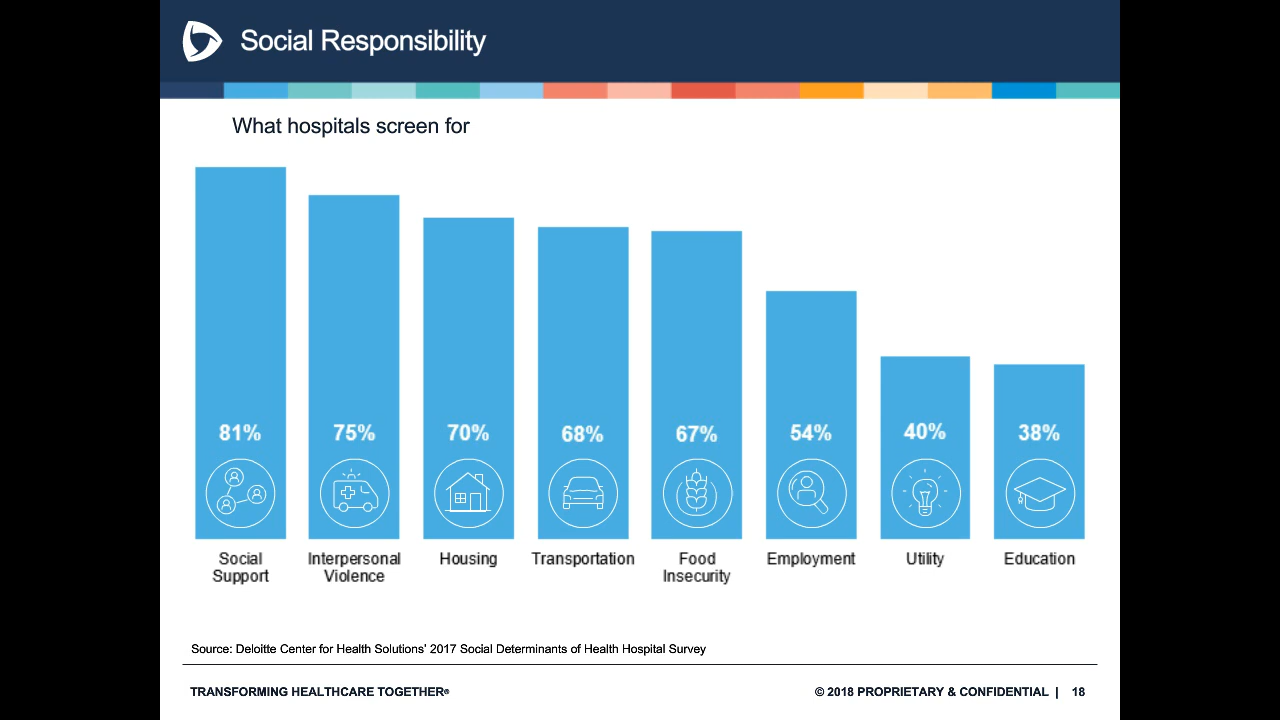 Social Responsibility
What hospitals screen for
81%
75%
70%
68%
67%
54%
40%
38%
Social
Support
Interpersonal
Violence
Housing
Transportation
Food
Insecurity
Employment
Utility
Education
Source: Deloitte Center for Health Solutions' 2017 Social Determinants of Health Hospital Survey
TRANSFORMING HEALTHCARE TOGETHER®
© 2018 PROPRIETARY & CONFIDENTIAL | 18